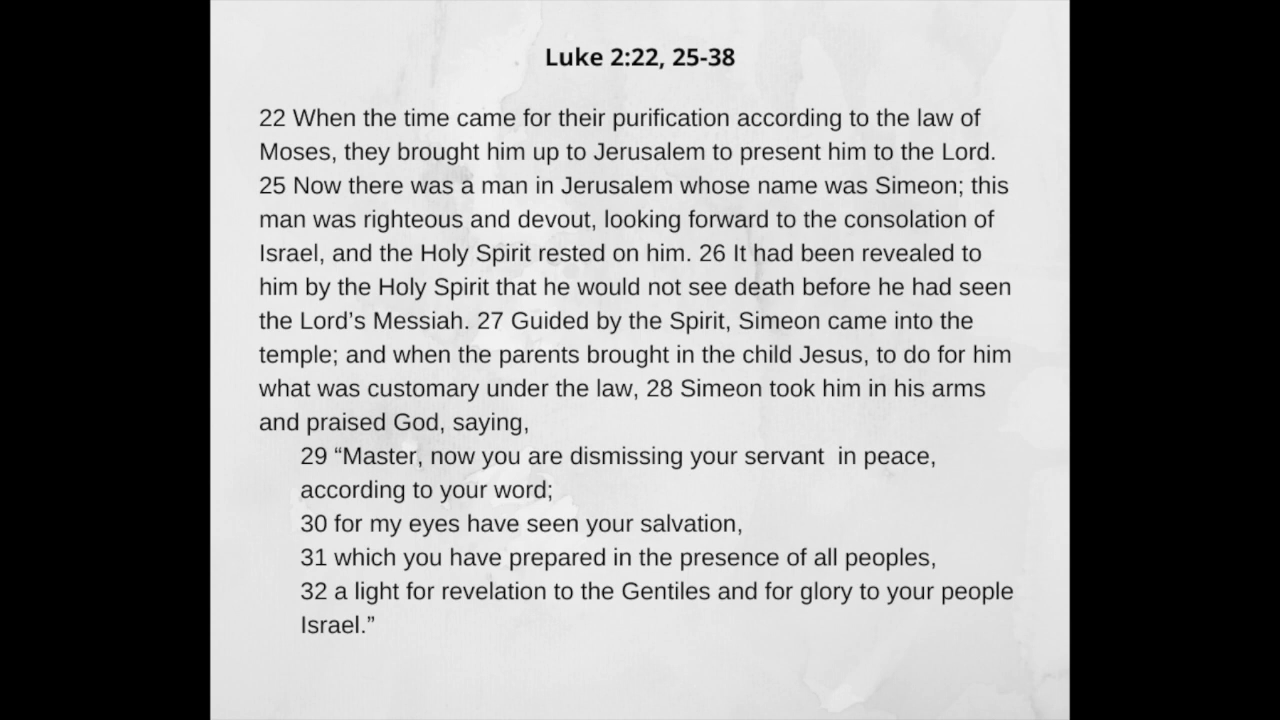 Luke 2:22, 25-38
22 When the time came for their purification according to the law of
Moses, they brought him up to Jerusalem to present him to the Lord.
25 Now there was a man in Jerusalem whose name was Simeon; this
man was righteous and devout, looking forward to the consolation of
Israel, and the Holy Spirit rested on him. 26 It had been revealed to
him by the Holy Spirit that he would not see death before he had seen
the Lord’s Messiah. 27 Guided by the Spirit, Simeon came into the
temple; and when the parents brought in the child Jesus, to do for him
what was customary under the law, 28 Simeon took him in his arms
and praised God, saying,
29 “Master, now you are dismissing your servant  in peace,
according to your word;
30 for my eyes have seen your salvation,
31 which you have prepared in the presence of all peoples,
32 a light for revelation to the Gentiles and for glory to your people
Israel.”